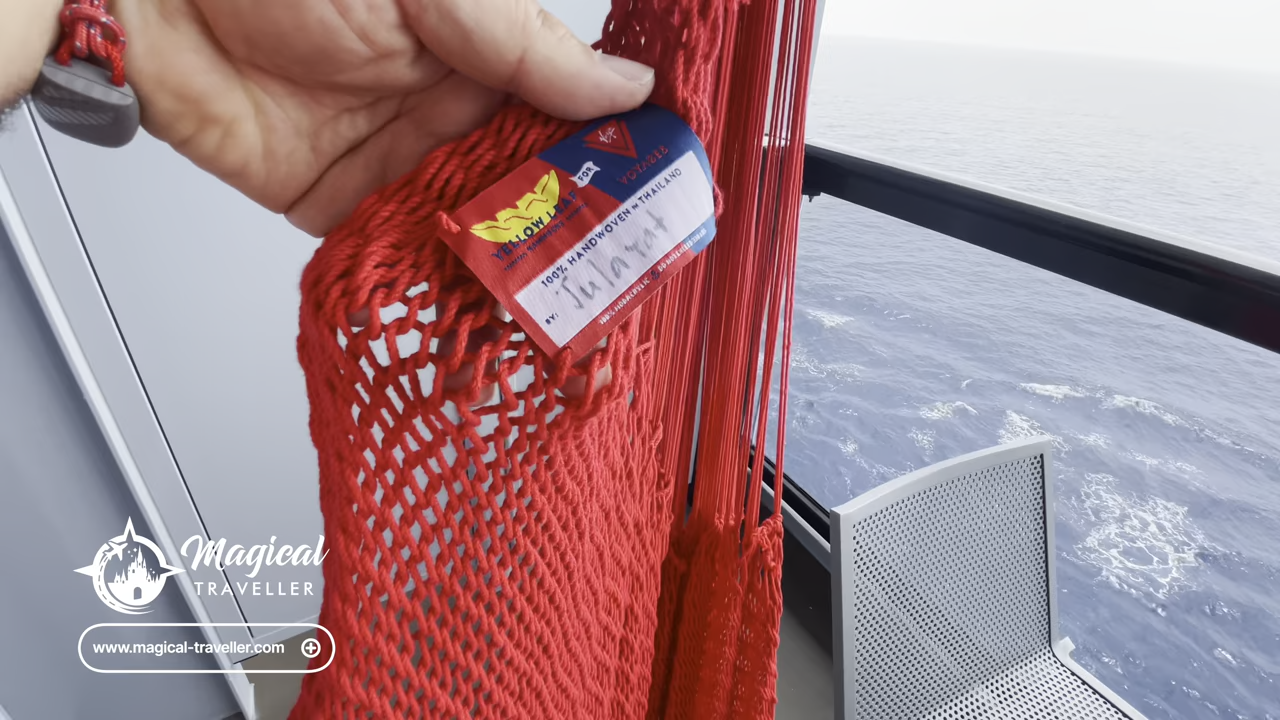 YELLOW LEAF
FOR
VOYAGES
100% HANDWOVEN IN THAILAND
BY: Jularat
Magical
TRAVELLER
www.magical-traveller.com